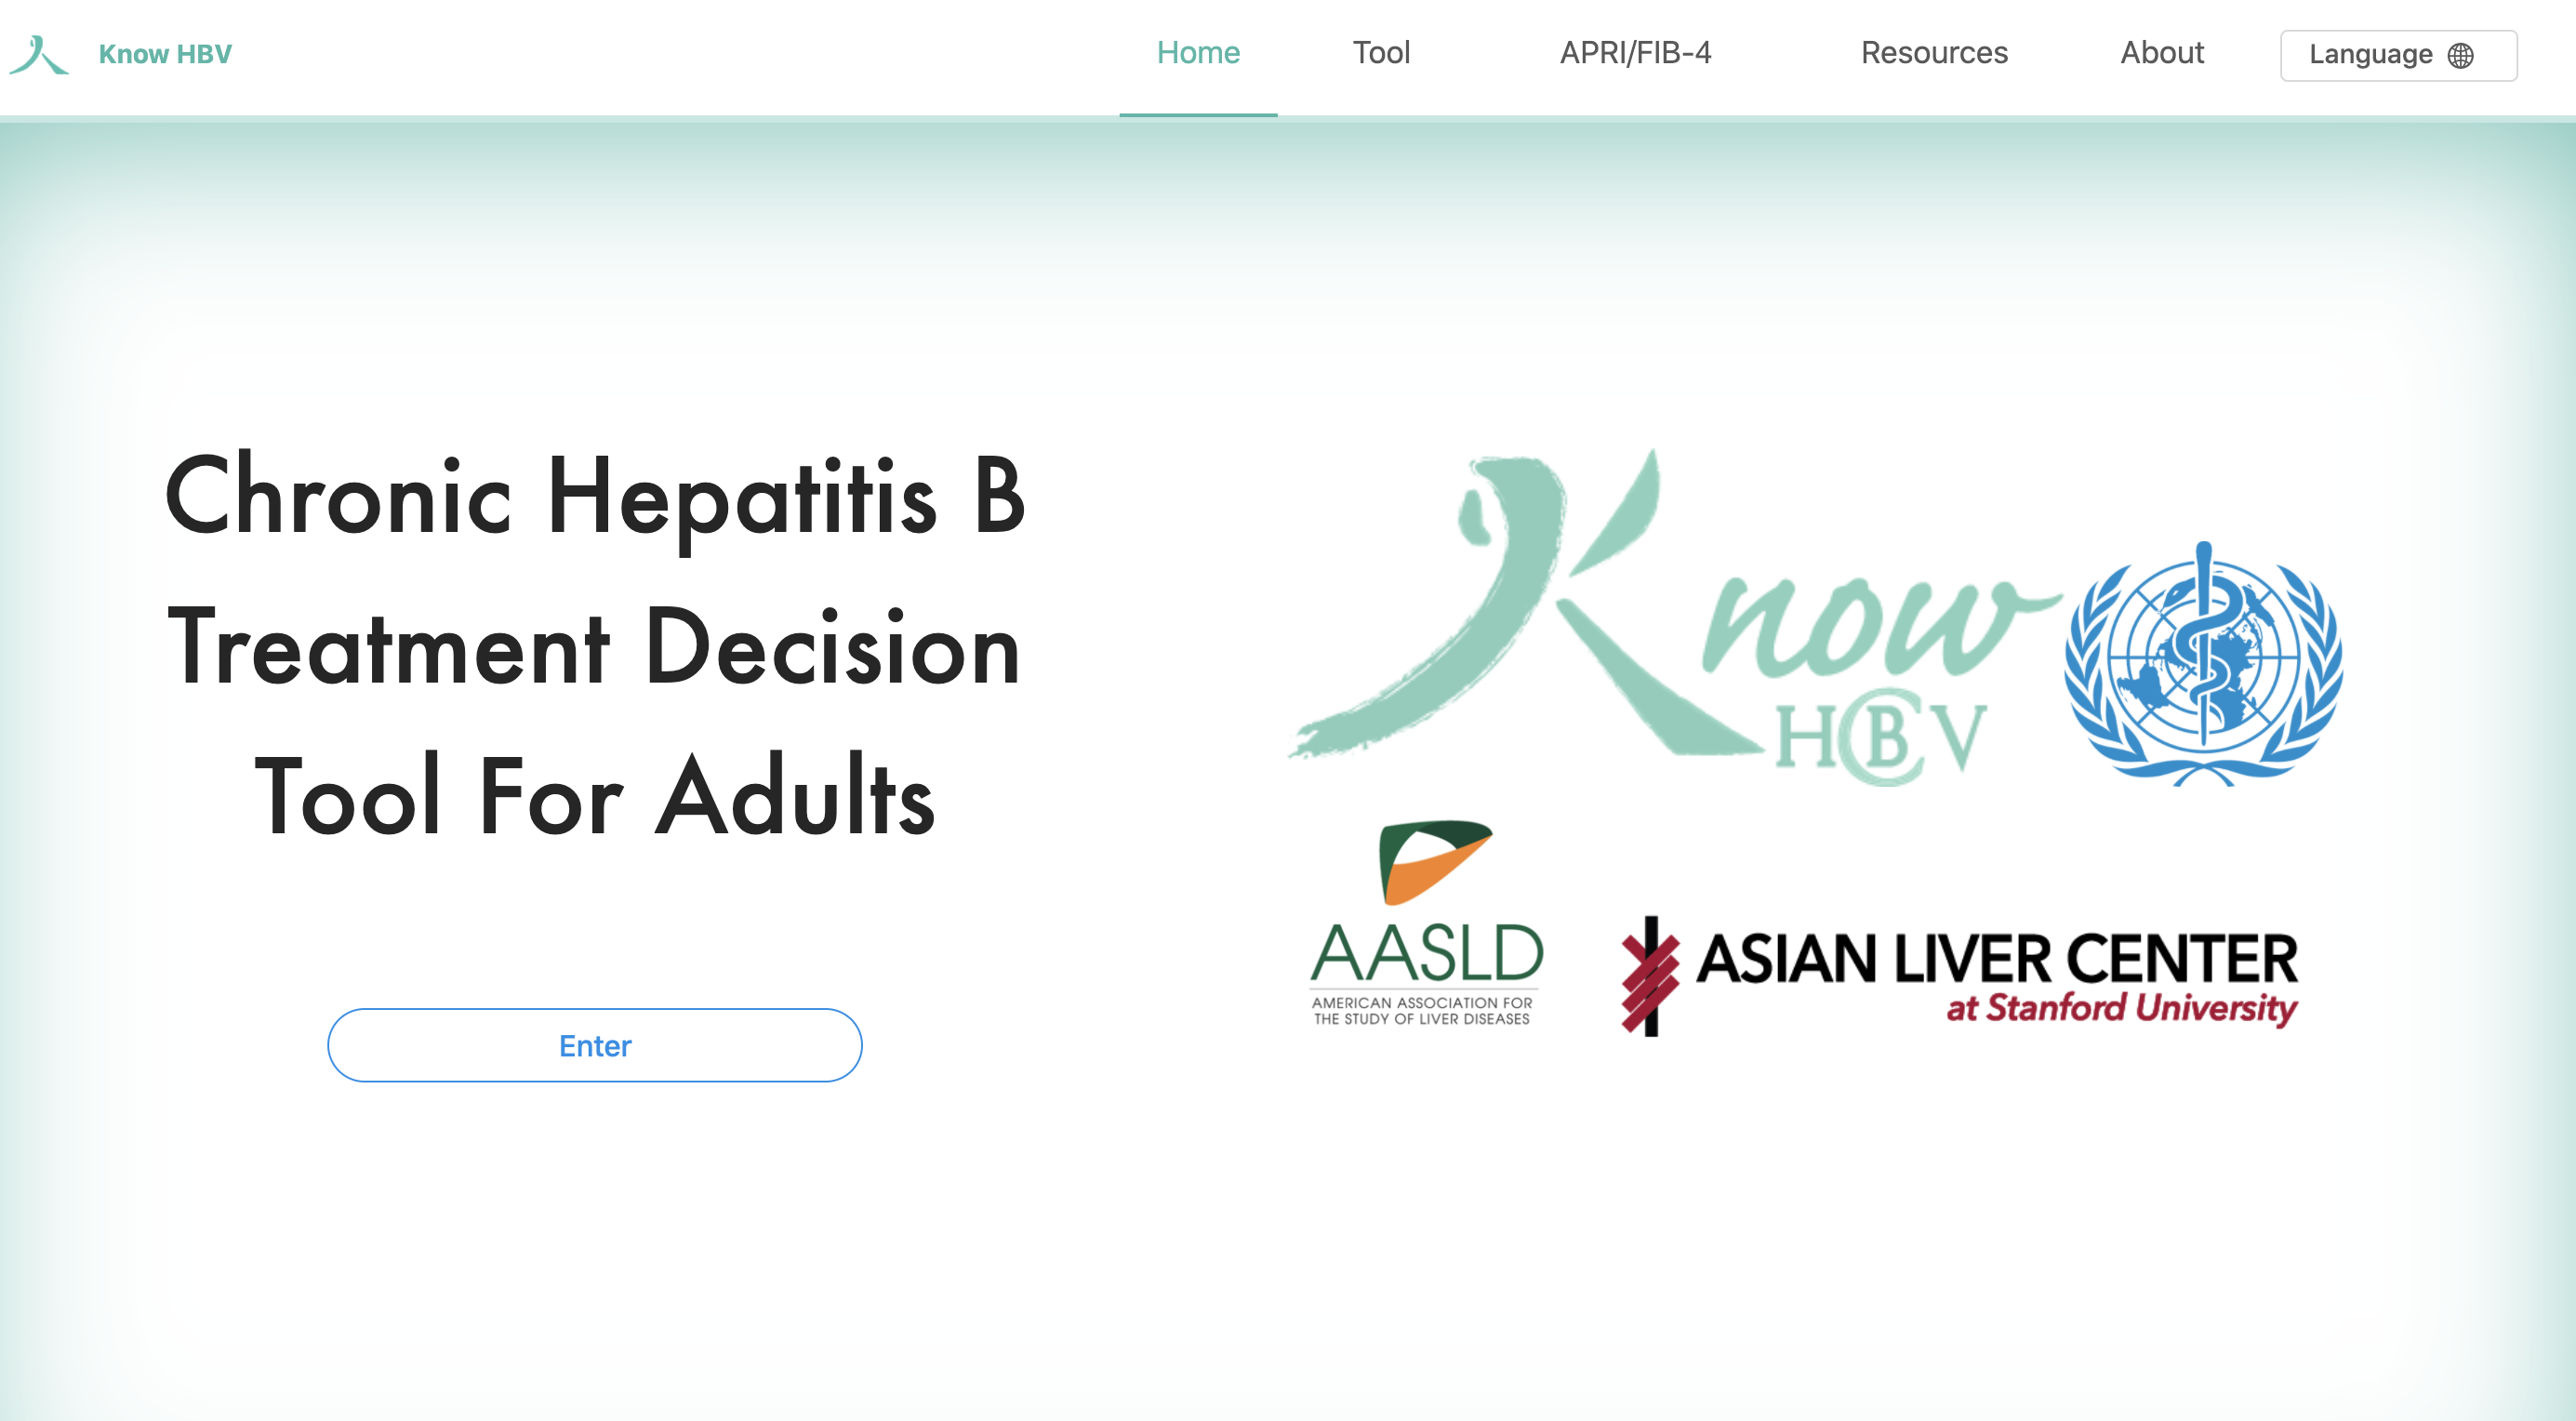 Know HBV
Home
Tool
APRI/FIB-4
Resources
About
Language
Chronic Hepatitis B
Treatment Decision
Tool For Adults
Enter
Know
HBV
C
AASLD
AMERICAN ASSOCIATION FOR
THE STUDY OF LIVER DISEASES
ASIAN LIVER CENTER
at Stanford University